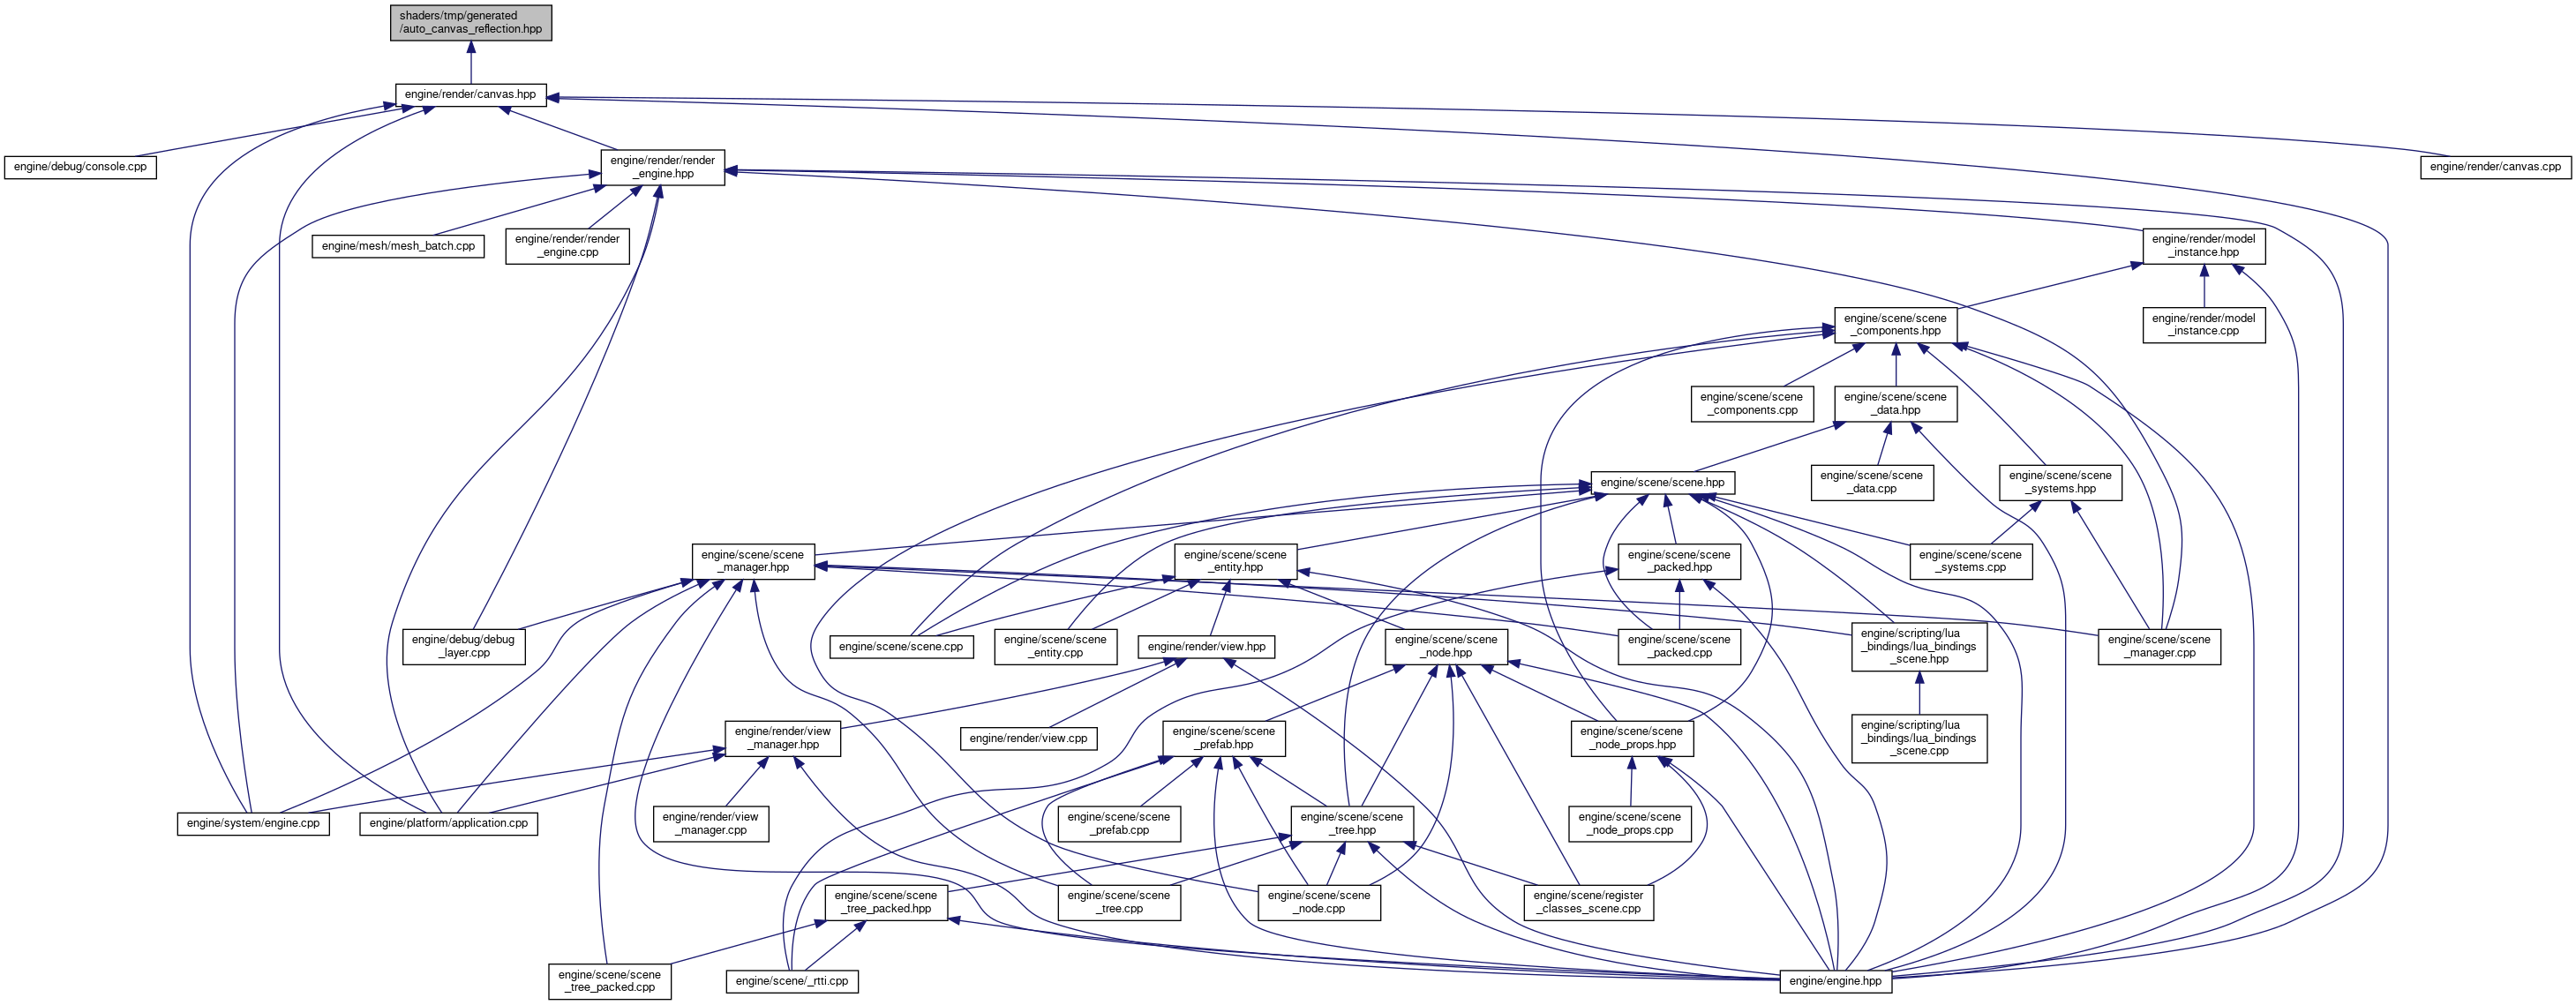 shaders/tmp/generated
/auto_canvas_reflection.hpp
engine/render/canvas.hpp
engine/debug/console.cpp
engine/render/render
_engine.hpp
engine/render/canvas.cpp
engine/mesh/mesh_batch.cpp
engine/render/render
_engine.cpp
engine/render/model
_instance.hpp
engine/scene/scene
_components.hpp
engine/render/model
_instance.cpp
engine/scene/scene
_components.cpp
engine/scene/scene
_data.hpp
engine/scene/scene.hpp
engine/scene/scene
_data.cpp
engine/scene/scene
_systems.hpp
engine/scene/scene
_manager.hpp
engine/scene/scene
_entity.hpp
engine/scene/scene
_packed.hpp
engine/scene/scene
_systems.cpp
engine/debug/debug
_layer.cpp
engine/scene/scene.cpp
engine/scene/scene
_entity.cpp
engine/render/view.hpp
engine/scene/scene
_node.hpp
engine/scene/scene
_packed.cpp
engine/scripting/lua
_bindings/lua_bindings
_scene.hpp
engine/scene/scene
_manager.cpp
engine/render/view
_manager.hpp
engine/render/view.cpp
engine/scene/scene
_prefab.hpp
engine/scene/scene
_node_props.hpp
engine/scripting/lua
_bindings/lua_bindings
_scene.cpp
engine/system/engine.cpp
engine/platform/application.cpp
engine/render/view
_manager.cpp
engine/scene/scene
_prefab.cpp
engine/scene/scene
_tree.hpp
engine/scene/scene
_node_props.cpp
engine/scene/scene
_tree_packed.hpp
engine/scene/scene
_tree.cpp
engine/scene/scene
_node.cpp
engine/scene/register
_classes_scene.cpp
engine/scene/scene
_tree_packed.cpp
engine/scene/_rtti.cpp
engine/engine.hpp